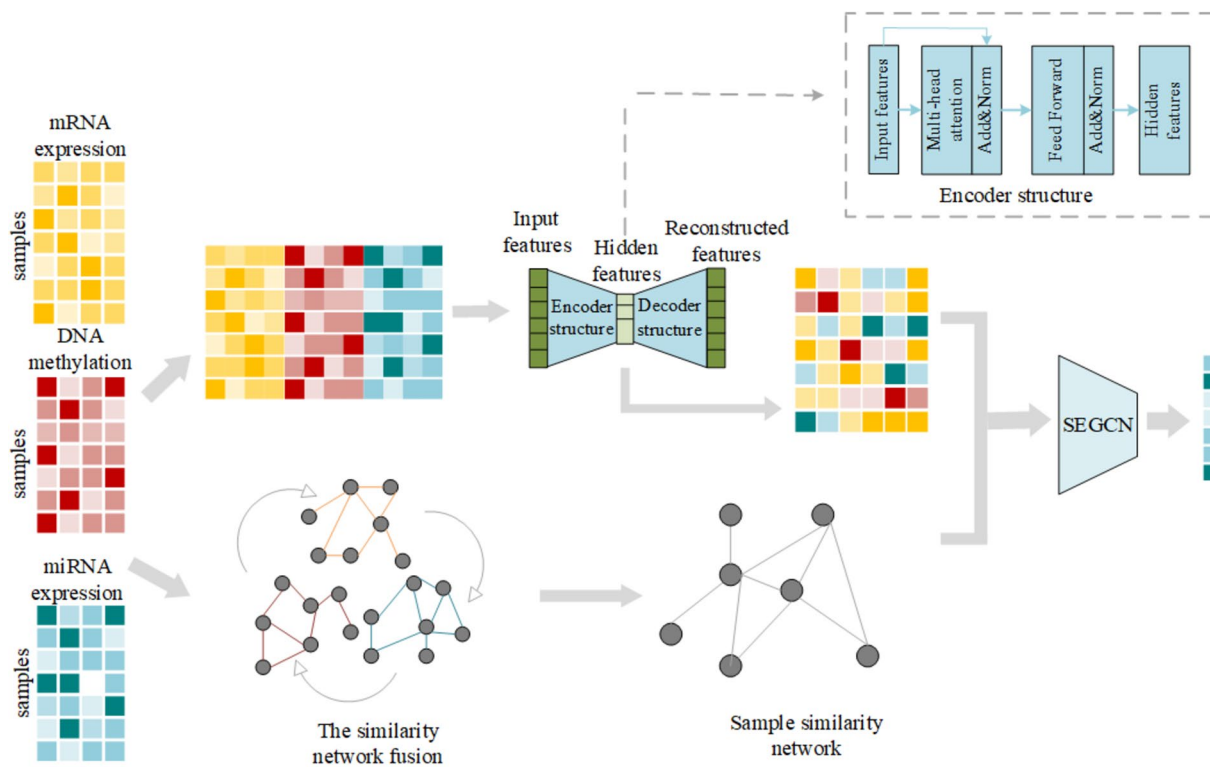 mRNA
expression
samples
DNA
methylation
samples
miRNA
expression
samples
Input
features
Hidden
features
Reconstructed
features
Encoder
structure
Decoder
structure
Input features
Multi-head
attention
Add&Norm
Feed Forward
Add&Norm
Hidden
features
Encoder structure
SEGCN
The similarity
network fusion
Sample similarity
network